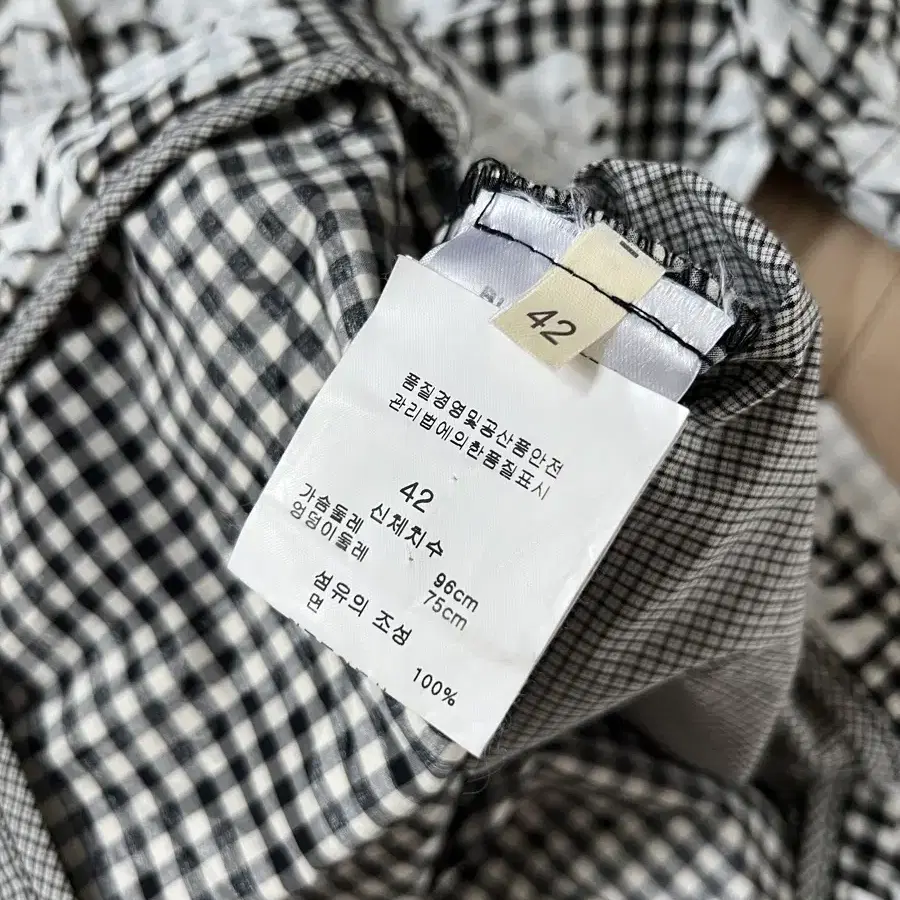 42
품질경영및공산품안전
관리법에의한품질표시
42
신체치수
가슴둘레 96cm
엉덩이둘레 75cm
섬유의 조성
면 100%